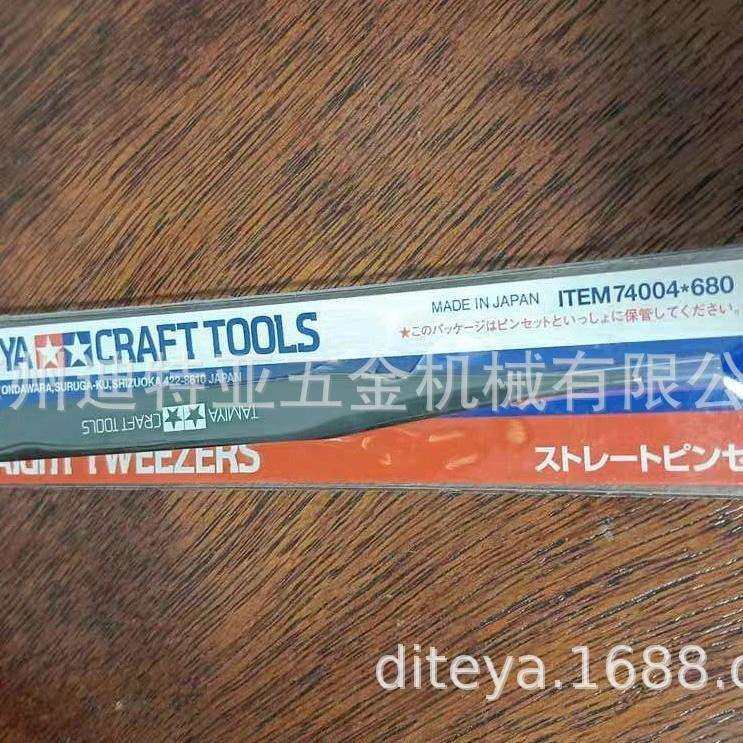 MADE IN JAPAN ITEM74004*680
YA CRAFT TOOLS
★このパッケージはピンセットといっしょに保管してください。
ONDAWARA, SURUGA-KU, SHIZUOKA 422-8610 JAPAN
州迪特亚五金机械有限公
TAMIYA
CRAFT TOOLS
AIGHT TWEEZERS
ストレートピンセ
diteya.1688.c